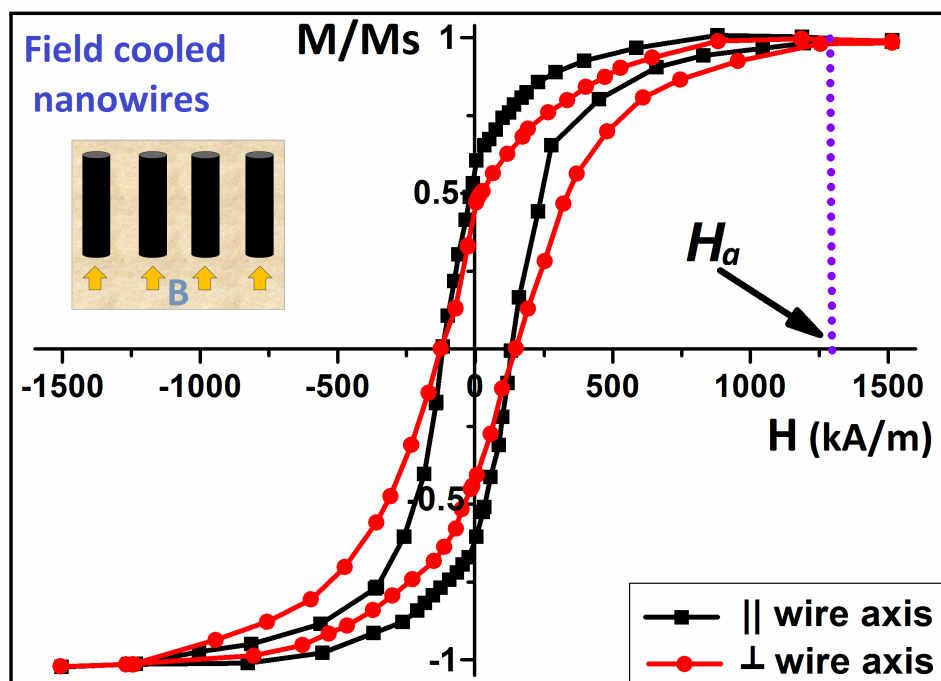 Field cooled
nanowires
B
M/Ms
1
0.5
-0.5
-1
Ha
-1500 -1000 -500 0 500 1000 1500
H (kA/m)
|| wire axis
⊥ wire axis